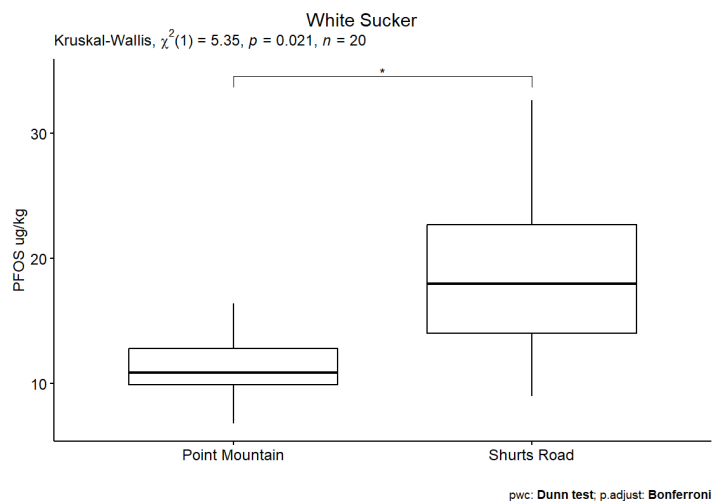 White Sucker
Kruskal-Wallis, χ²(1) = 5.35, p = 0.021, n = 20
*
PFOS ug/kg
30
20
10
Point Mountain
Shurts Road
pwc: Dunn test; p.adjust: Bonferroni